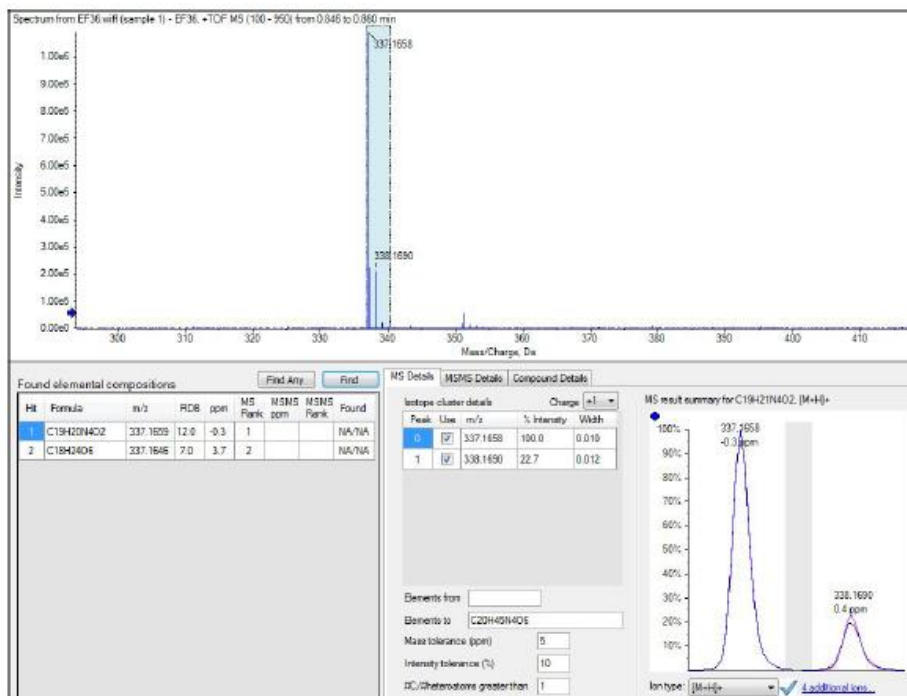 Spectrum from EF36.wiff (sample 1) - EF36, +TOF MS (100 - 950) from 0.846 to 0.860 min
337.1658
1.00e6
9.00e5
8.00e5
7.00e5
6.00e5
5.00e5
4.00e5
338.1690
3.00e5
2.00e5
1.00e5
0.00e0
Intensity
300 310 320 330 340 350 360 370 380 390 400 410
Mass/Charge, Da
Found elemental compositions Find Any Find
Hit Formula m/z RDB ppm MS Rank MSMS ppm MSMS Rank Found
1 C19H20N4O2 337.1659 12.0 -0.3 1 NA/NA
2 C18H24O6 337.1646 7.0 3.7 2 NA/NA
MS Details MSMS Details Compound Details
Isotope cluster details Charge +1
Peak Use m/z % Intensity Width
0 337.1658 100.0 0.010
1 338.1690 22.7 0.012
Elements from
Elements to C20H45N4O6
Mass tolerance (ppm) 5
Intensity tolerance (%) 10
#C/#heteroatoms greater than 1
MS result summary for C19H21N4O2, [M+H]+
337.1658
-0.3 ppm
100%
90%
80%
70%
60%
50%
40%
30%
20%
10%
338.1690
0.4 ppm
Ion type: [M+H]+ 4 additional ions...